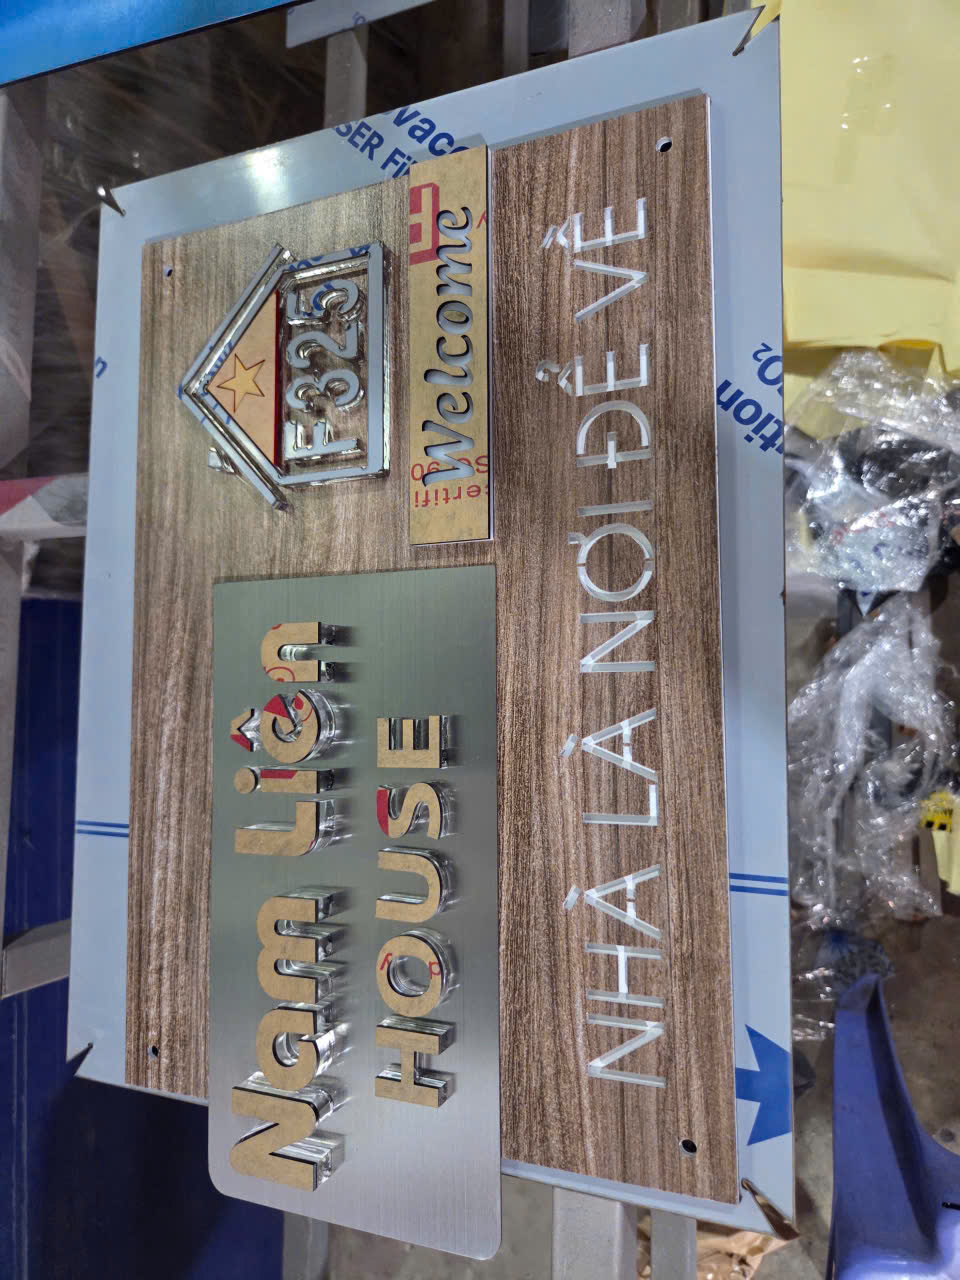 F325
Welcome
Nam Liên
HOUSE
NHÀ LÀ NƠI ĐỂ VỀ